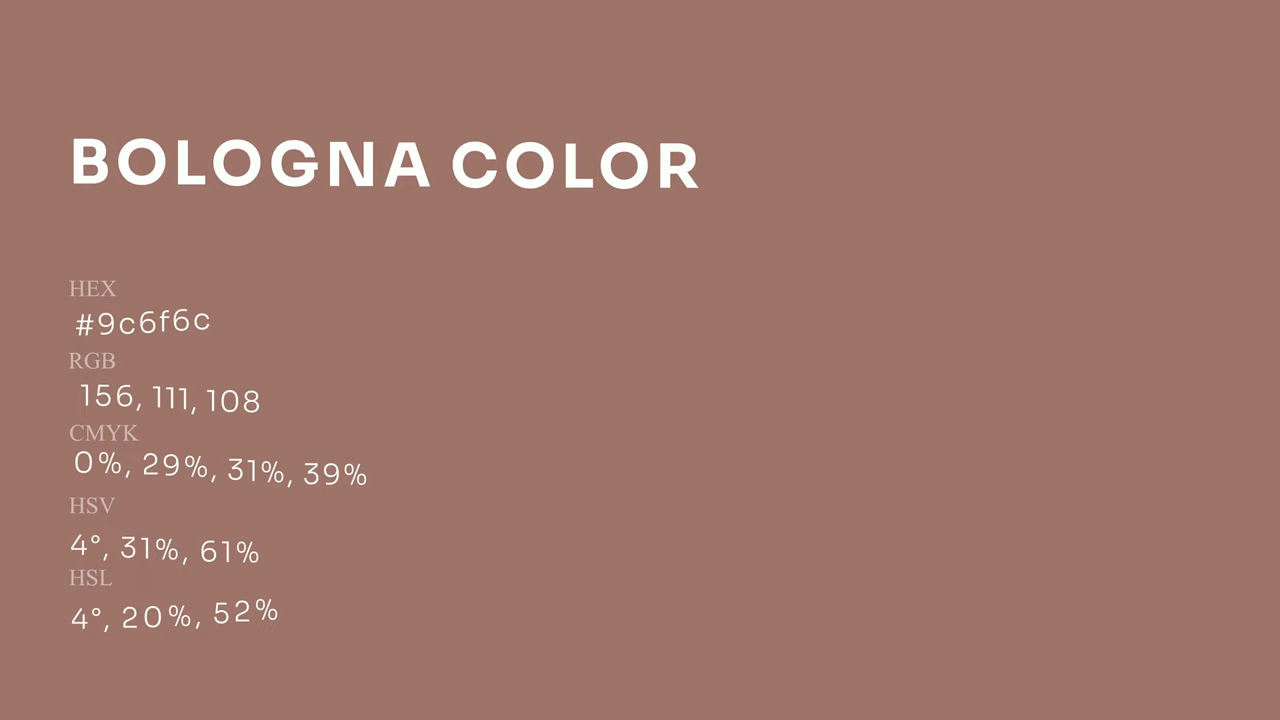 BOLOGNA COLOR
HEX
#9c6f6c
RGB
156, 111, 108
CMYK
0%, 29%, 31%, 39%
HSV
4°, 31%, 61%
HSL
4°, 20%, 52%